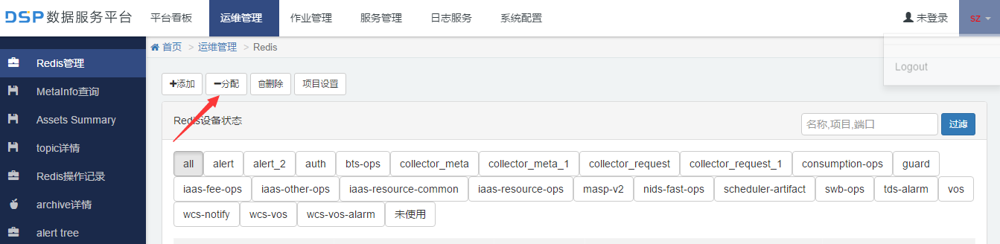 DSP 数据服务平台 平台看板 运维管理 作业管理 服务管理 日志服务 系统配置 未登录 sz
首页 > 运维管理 > Redis
Logout
Redis管理
MetaInfo查询
Assets Summary
topic详情
Redis操作记录
archive详情
alert tree
添加 分配 删除 项目设置
Redis设备状态 名称,项目,端口 过滤
all alert alert_2 auth bts-ops collector_meta collector_meta_1 collector_request collector_request_1 consumption-ops guard
iaas-fee-ops iaas-other-ops iaas-resource-common iaas-resource-ops masp-v2 nids-fast-ops scheduler-artifact swb-ops tds-alarm vos
wcs-notify wcs-vos wcs-vos-alarm 未使用